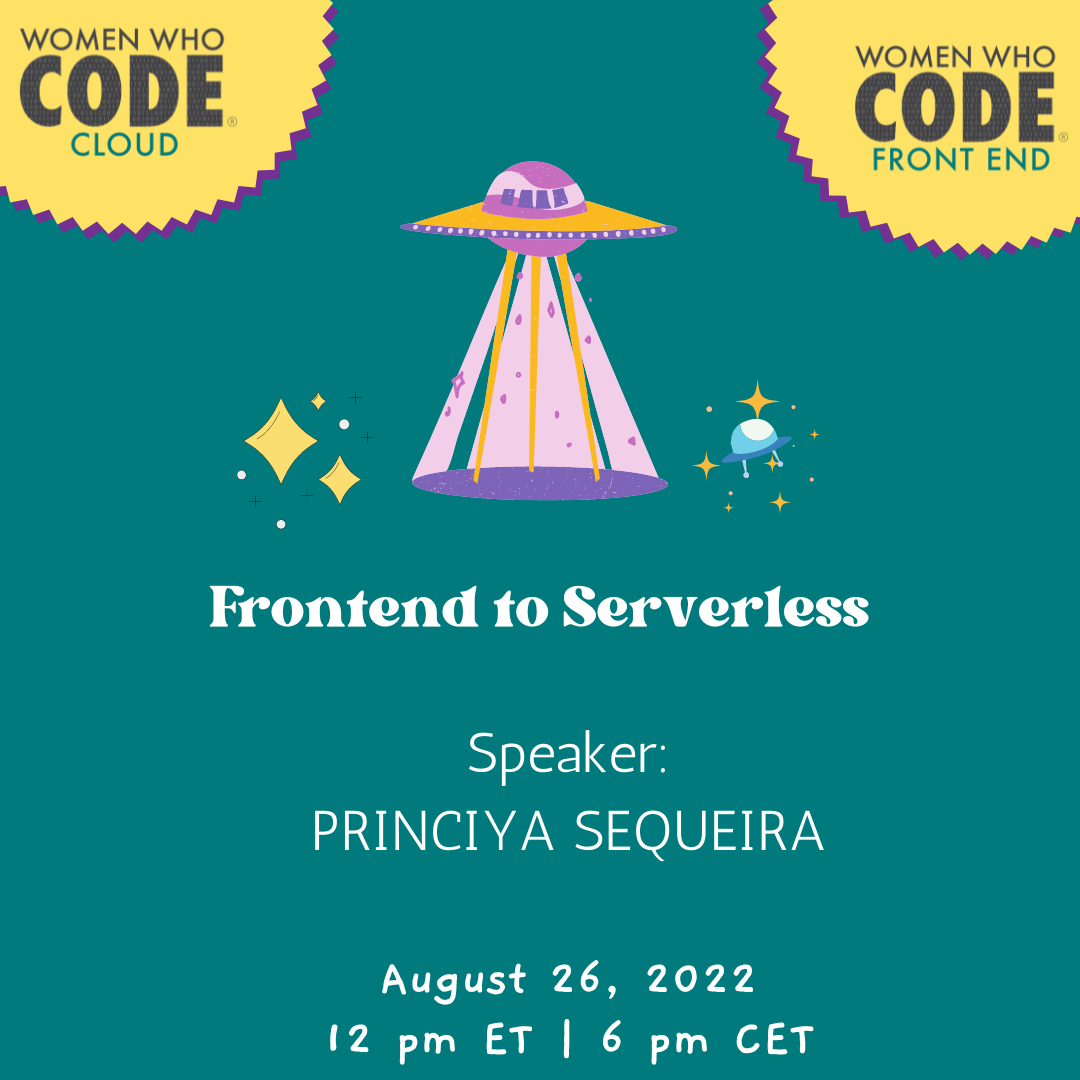 WOMEN WHO
CODE®
CLOUD
WOMEN WHO
CODE®
FRONT END
Frontend to Serverless
Speaker:
PRINCIYA SEQUEIRA
August 26, 2022
12 pm ET | 6 pm CET